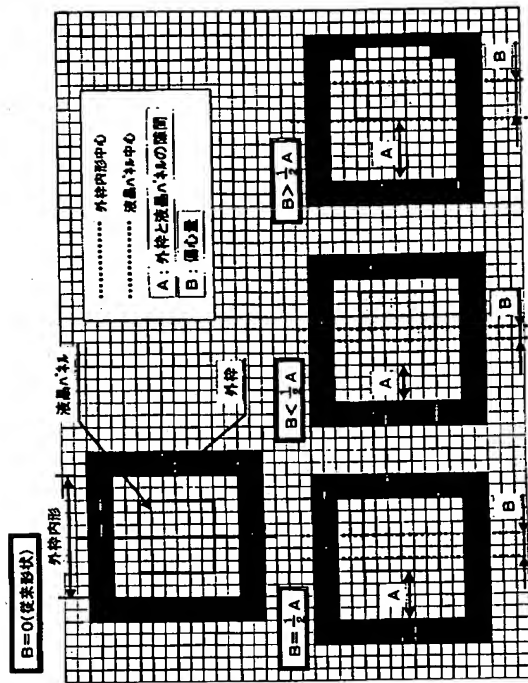 B=0(従来形状)
外枠内形
液晶パネル
外枠
外枠内形中心
液晶パネル中心
A:外枠と液晶パネルの隙間
B:偏心量
B=1/2A
A
B
B<1/2A
A
B
B>1/2A
A
B